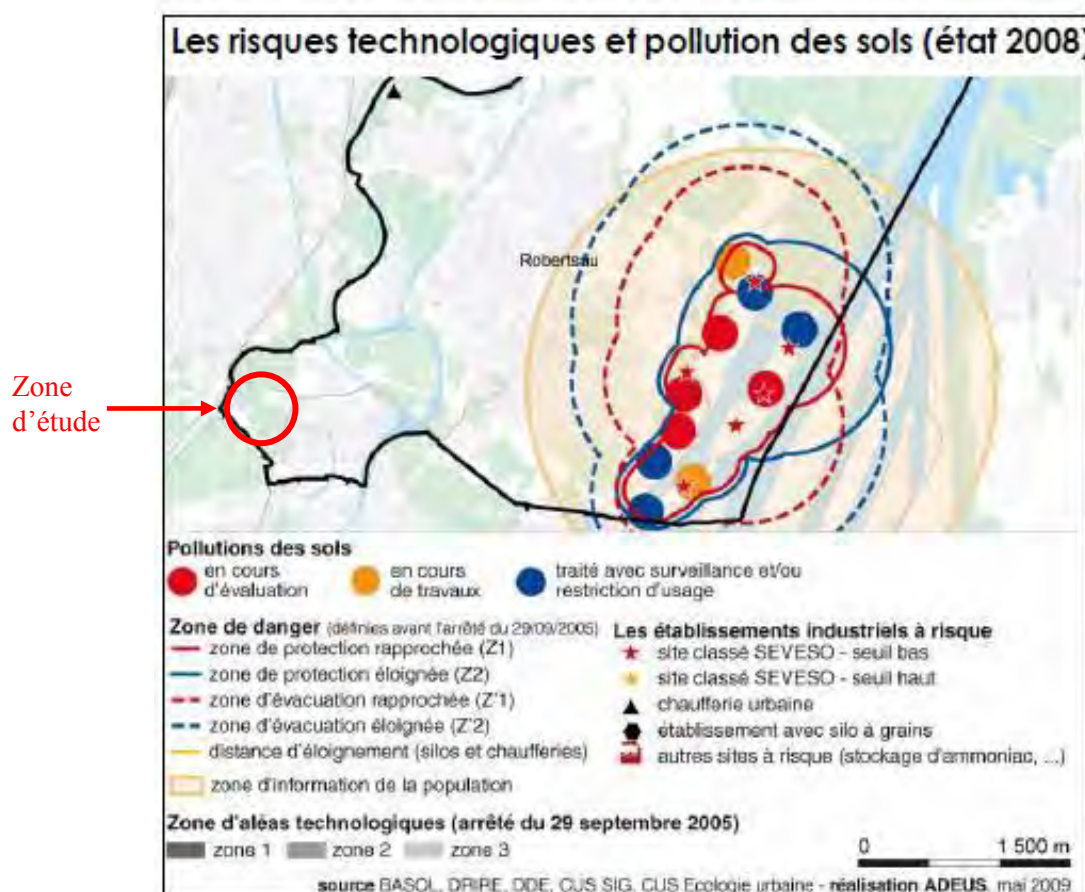 Les risques technologiques et pollution des sols (état 2008)
Robertsau
Zone
d'étude
Pollutions des sols
en cours
d'évaluation
en cours
de travaux
traité avec surveillance et/ou
restriction d'usage
Zone de danger (définies avant l'arrêté du 29/09/2005)
zone de protection rapprochée (Z1)
zone de protection éloignée (Z2)
zone d'évacuation rapprochée (Z'1)
zone d'évacuation éloignée (Z'2)
distance d'éloignement (silos et chaufferies)
zone d'information de la population
Les établissements industriels à risque
site classé SEVESO - seuil bas
site classé SEVESO - seuil haut
chaufferie urbaine
établissement avec silo à grains
autres sites à risque (stockage d'ammoniac, ...)
Zone d'aléas technologiques (arrêté du 29 septembre 2005)
zone 1 zone 2 zone 3
0 1 500 m
source BASOL, DRIRE, DDE, CUS SIG, CUS Ecologie urbaine - réalisation ADEUS, mai 2009